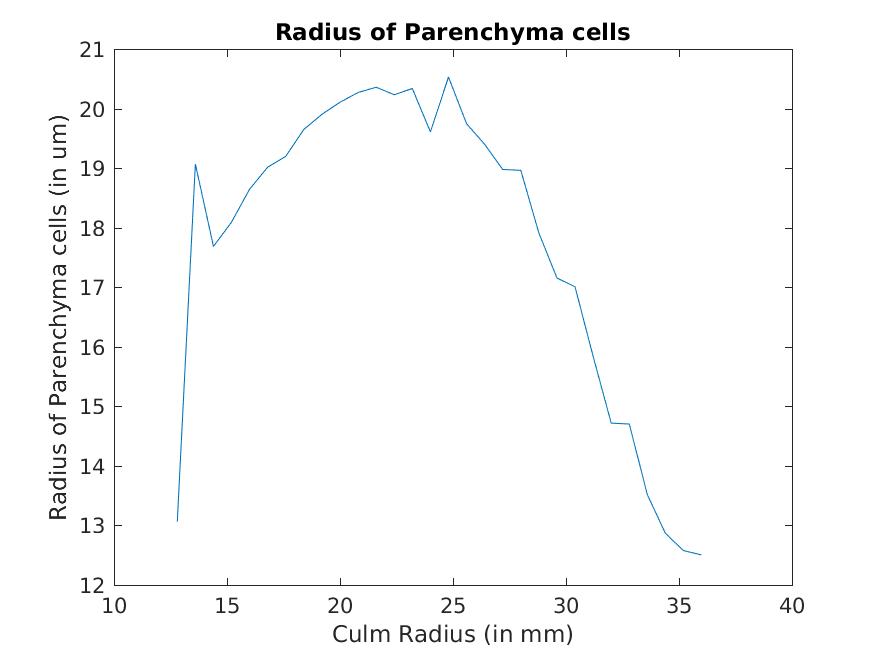 Radius of Parenchyma cells
21
20
19
18
17
16
15
14
13
12
Radius of Parenchyma cells (in um)
10 15 20 25 30 35 40
Culm Radius (in mm)